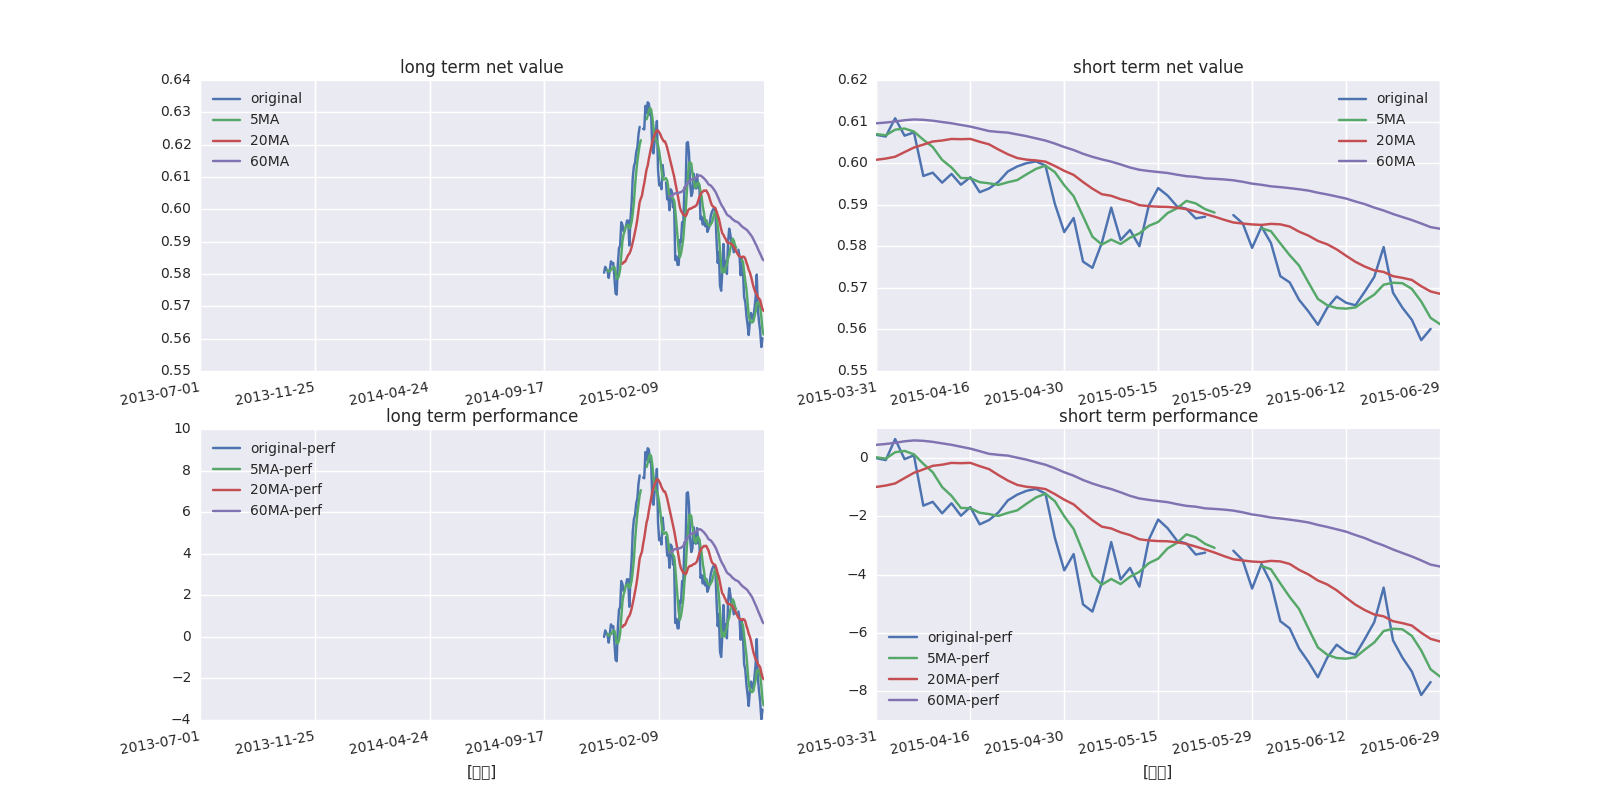 long term net value
0.64
0.63
0.62
0.61
0.60
0.59
0.58
0.57
0.56
0.55
original
5MA
20MA
60MA
2013-07-01 2013-11-25 2014-04-24 2014-09-17 2015-02-09
short term net value
0.62
0.61
0.60
0.59
0.58
0.57
0.56
0.55
original
5MA
20MA
60MA
2015-03-31 2015-04-16 2015-04-30 2015-05-15 2015-05-29 2015-06-12 2015-06-29
long term performance
10
8
6
4
2
0
−2
−4
original-perf
5MA-perf
20MA-perf
60MA-perf
2013-07-01 2013-11-25 2014-04-24 2014-09-17 2015-02-09
short term performance
0
−2
−4
−6
−8
original-perf
5MA-perf
20MA-perf
60MA-perf
2015-03-31 2015-04-16 2015-04-30 2015-05-15 2015-05-29 2015-06-12 2015-06-29